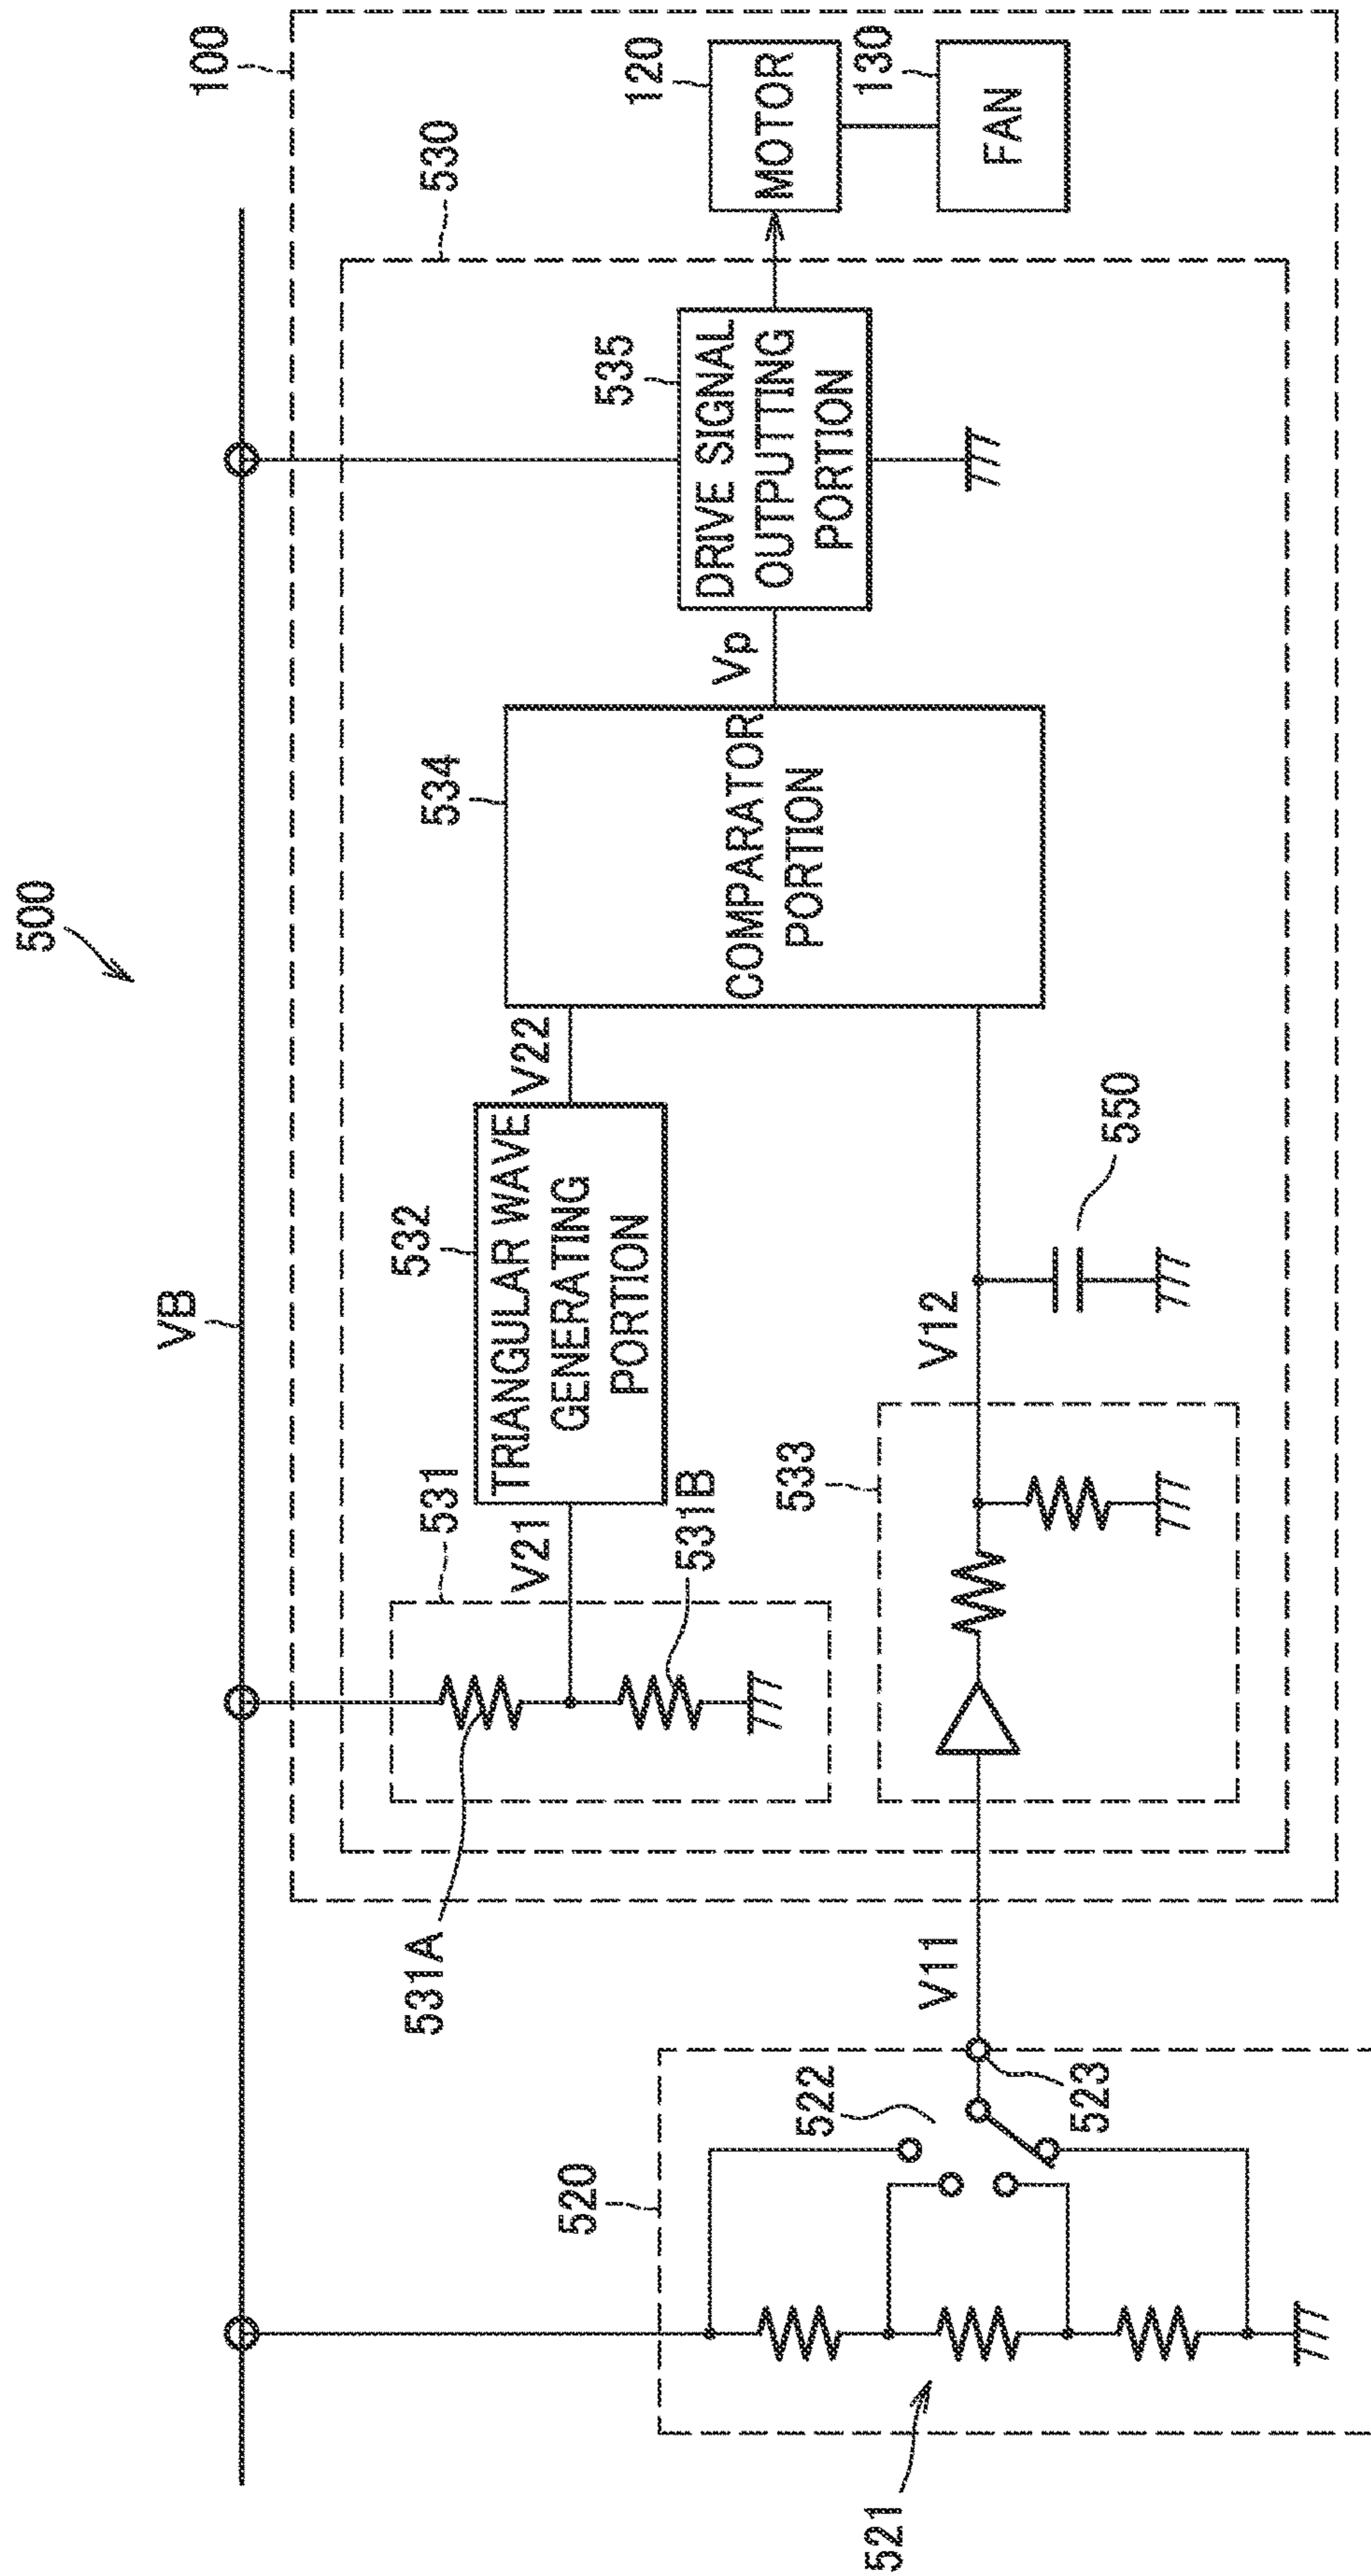 500
VB
100
530
531
531A
531B
V21
532
TRIANGULAR WAVE
GENERATING
PORTION
V22
534
COMPARATOR
PORTION
Vp
535
DRIVE SIGNAL
OUTPUTTING
PORTION
120
MOTOR
130
FAN
520
521
522
523
V11
533
V12
550